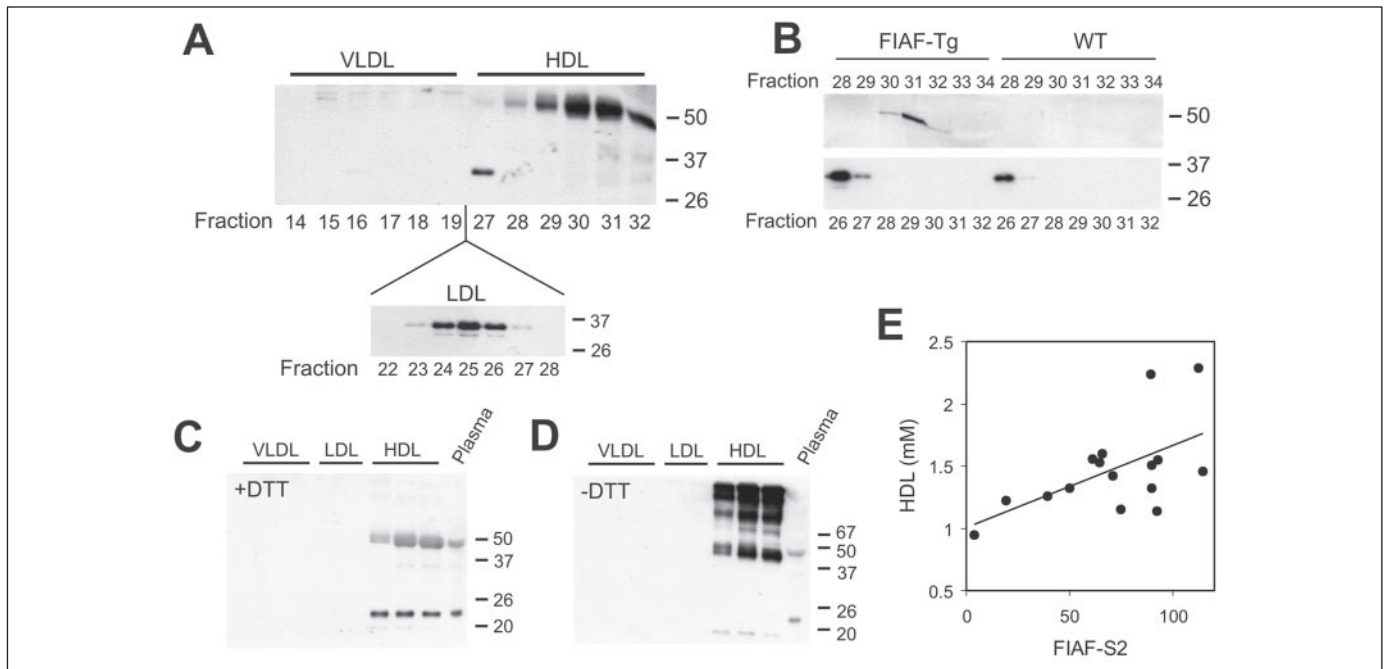 A
VLDL HDL
50
37
26
Fraction 14 15 16 17 18 19 27 28 29 30 31 32
LDL
37
26
Fraction 22 23 24 25 26 27 28
B
FIAF-Tg WT
Fraction 28 29 30 31 32 33 34 28 29 30 31 32 33 34
50
37
26
Fraction 26 27 28 29 30 31 32 26 27 28 29 30 31 32
C
VLDL LDL HDL Plasma
+DTT
50
37
26
20
D
VLDL LDL HDL Plasma
-DTT
67
50
37
26
20
E
HDL (mM)
2.5
2
1.5
1
0.5
0 50 100
FIAF-S2